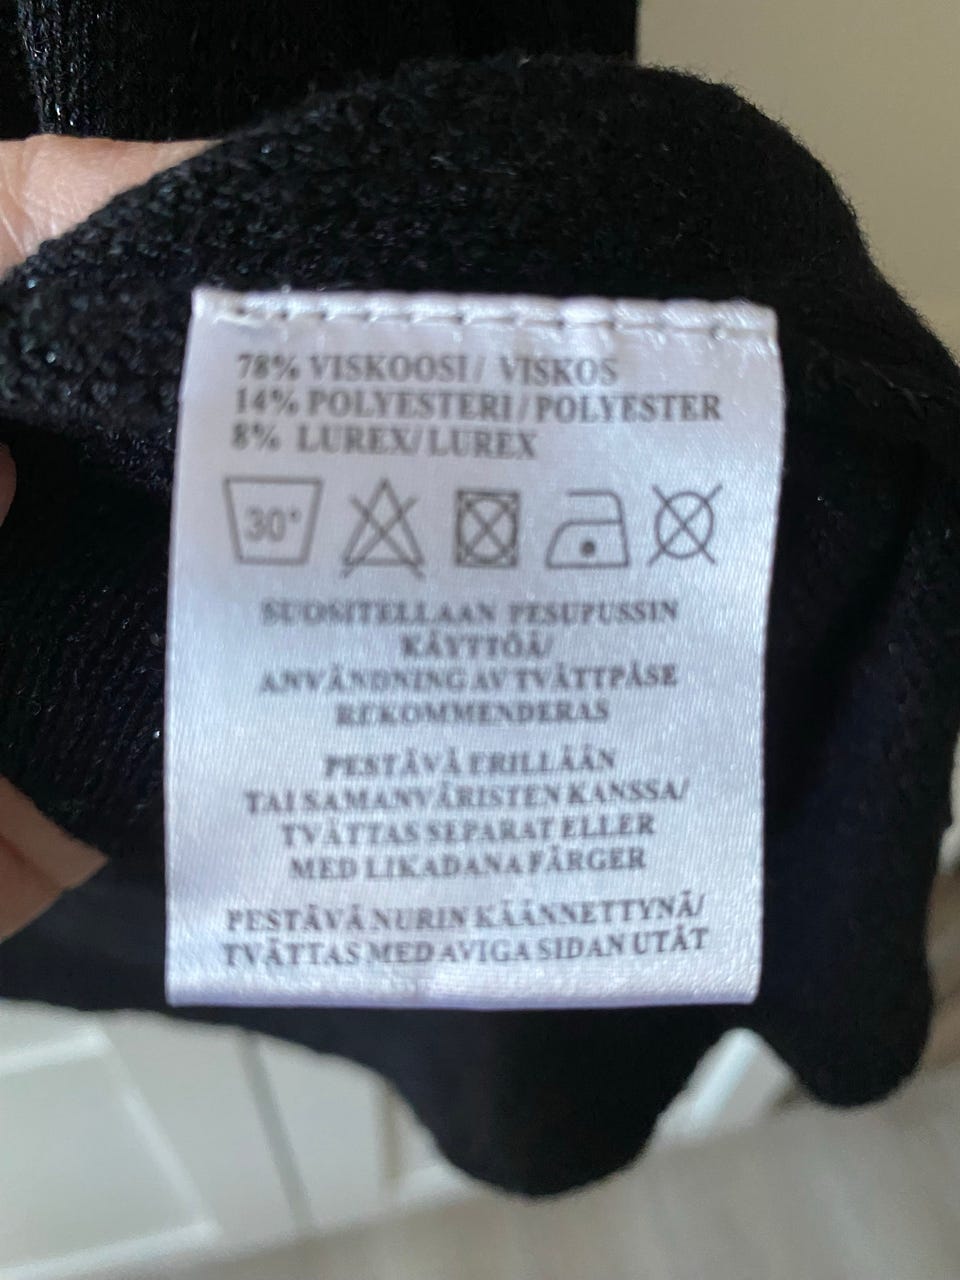 78% VISKOOSI/ VISKOS
14% POLYESTERI/POLYESTER
8% LUREX/LUREX
30°
SUOSITELLAAN PESUPUSSIN
KÄYTTÖÄ/
ANVÄNDNING AV TVÄTTPÅSE
REKOMMENDERAS
PESTÄVÄ ERILLÄÄN
TAI SAMANVÄRISTEN KANSSA/
TVÄTTAS SEPARAT ELLER
MED LIKADANA FÄRGER
PESTÄVÄ NURIN KÄÄNNETTYNÄ/
TVÄTTAS MED AVIGA SIDAN UTÅT